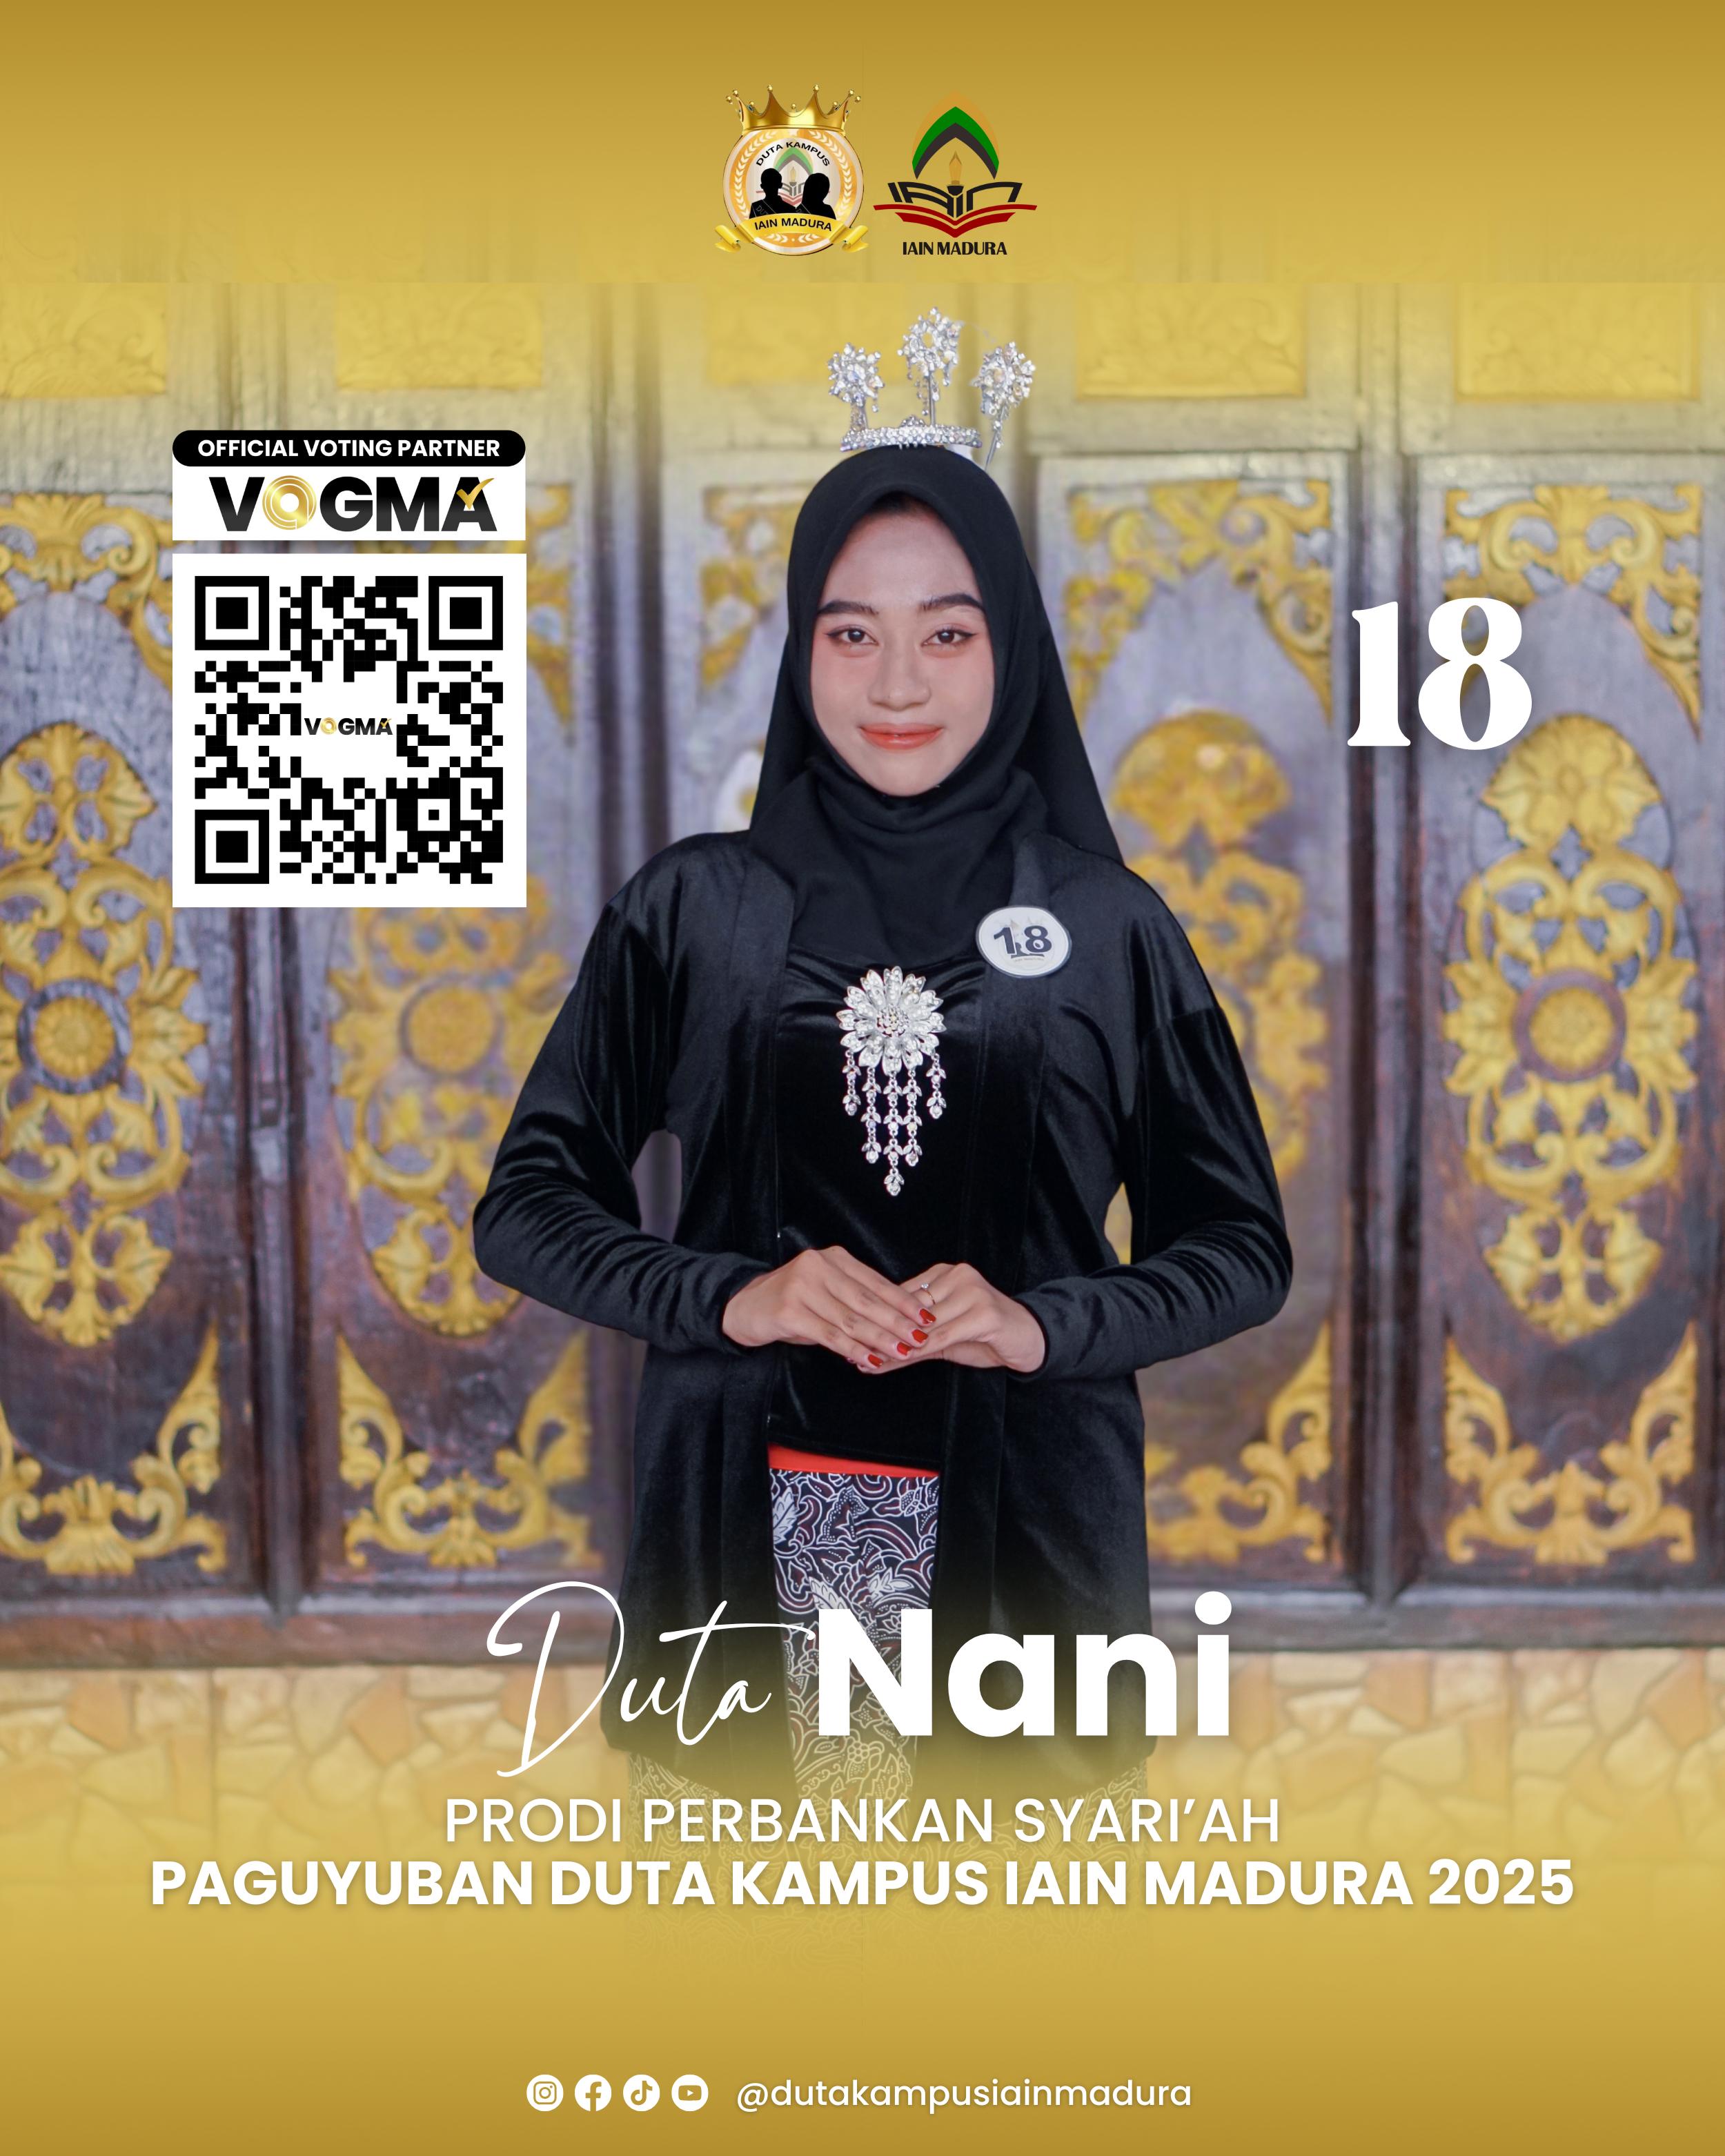 DUTA KAMPUS
IAIN MADURA
IAIN
IAIN MADURA
OFFICIAL VOTING PARTNER
VOGMA
VOGMA
18
18
Duta Nani
PRODI PERBANKAN SYARI’AH
PAGUYUBAN DUTA KAMPUS IAIN MADURA 2025
@dutakampusiainmadura